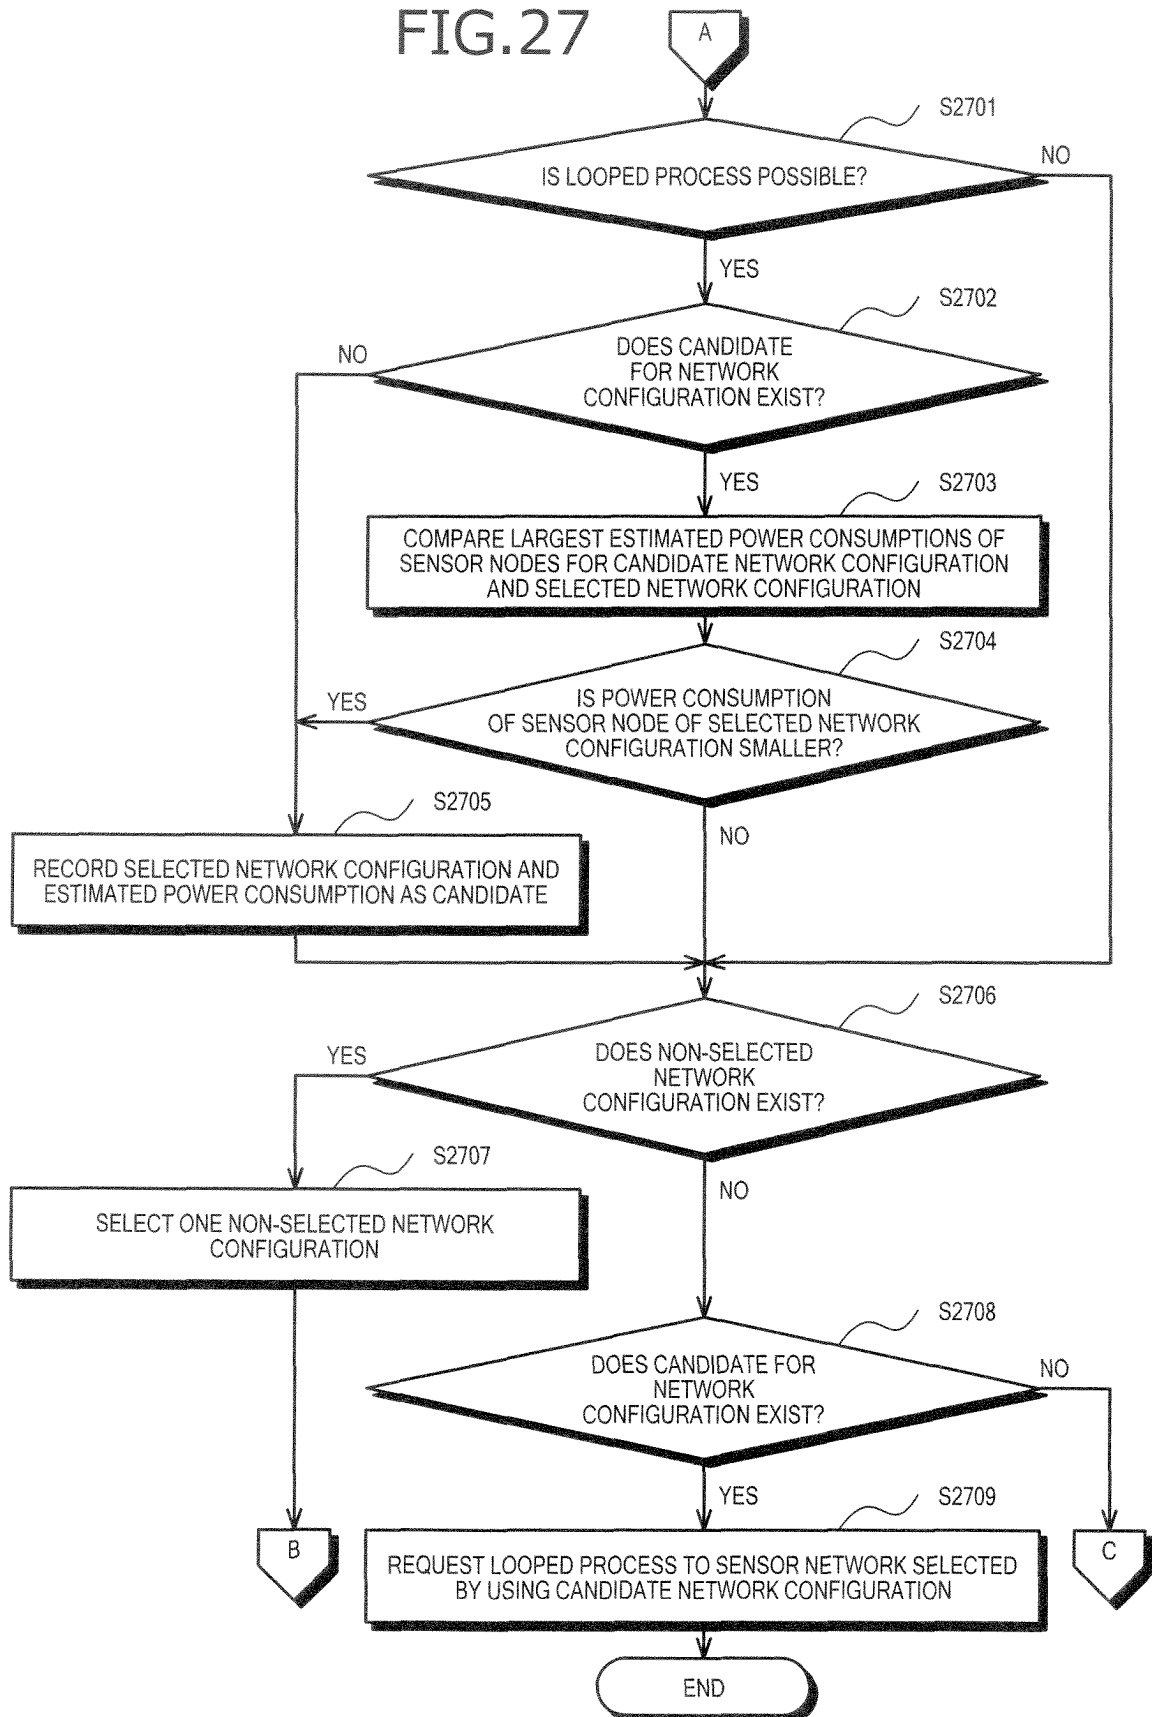 FIG.27
A
S2701
IS LOOPED PROCESS POSSIBLE?
NO
YES
S2702
DOES CANDIDATE
FOR NETWORK
CONFIGURATION EXIST?
NO
YES
S2703
COMPARE LARGEST ESTIMATED POWER CONSUMPTIONS OF
SENSOR NODES FOR CANDIDATE NETWORK CONFIGURATION
AND SELECTED NETWORK CONFIGURATION
S2704
YES
IS POWER CONSUMPTION
OF SENSOR NODE OF SELECTED NETWORK
CONFIGURATION SMALLER?
NO
S2705
RECORD SELECTED NETWORK CONFIGURATION AND
ESTIMATED POWER CONSUMPTION AS CANDIDATE
S2706
YES
DOES NON-SELECTED
NETWORK
CONFIGURATION EXIST?
NO
S2707
SELECT ONE NON-SELECTED NETWORK
CONFIGURATION
S2708
DOES CANDIDATE FOR
NETWORK
CONFIGURATION EXIST?
NO
YES
B
S2709
C
REQUEST LOOPED PROCESS TO SENSOR NETWORK SELECTED
BY USING CANDIDATE NETWORK CONFIGURATION
END